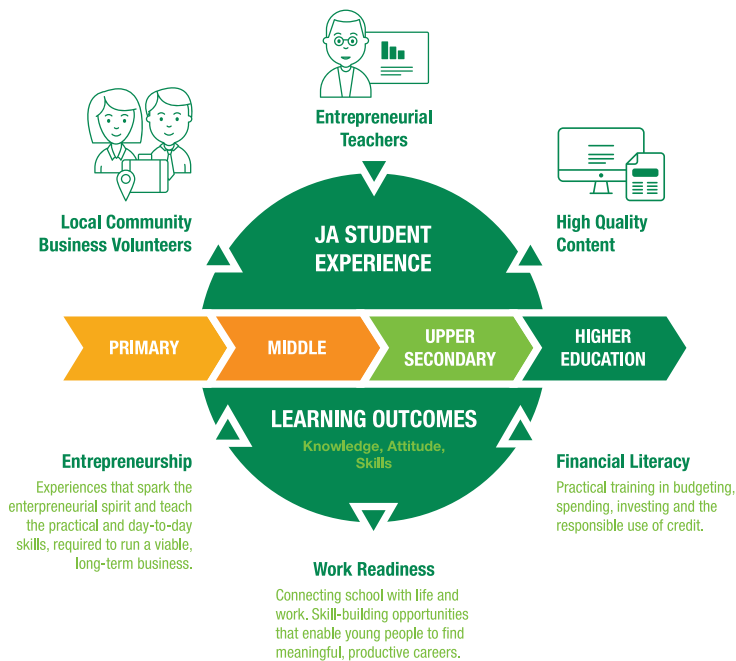 Entrepreneurial
Teachers
Local Community
Business Volunteers
High Quality
Content
JA STUDENT
EXPERIENCE
PRIMARY
MIDDLE
UPPER
SECONDARY
HIGHER
EDUCATION
LEARNING OUTCOMES
Knowledge, Attitude,
Skills
Entrepreneurship
Experiences that spark the
enterpreneurial spirit and teach
the practical and day-to-day
skills, required to run a viable,
long-term business.
Financial Literacy
Practical training in budgeting,
spending, investing and the
responsible use of credit.
Work Readiness
Connecting school with life and
work. Skill-building opportunities
that enable young people to find
meaningful, productive careers.